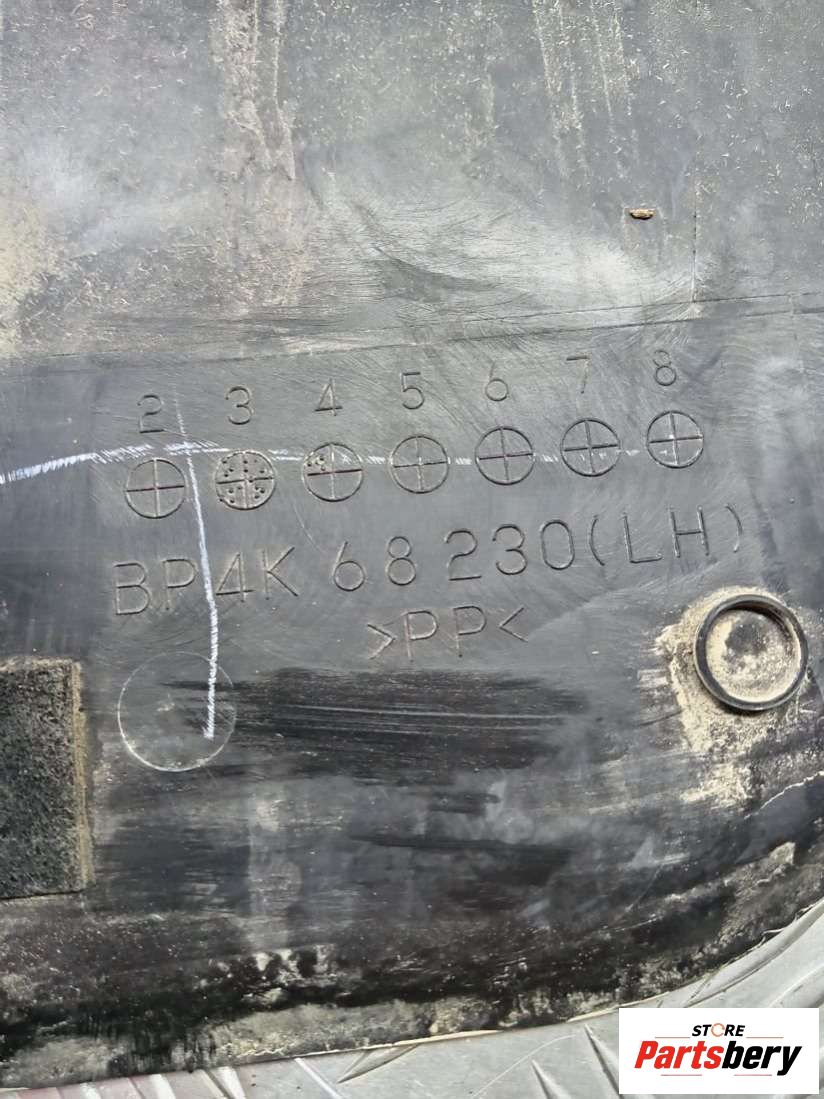 2 3 4 5 6 7 8
BP4K 68 230(LH)
>PP<
STORE
Partsbery